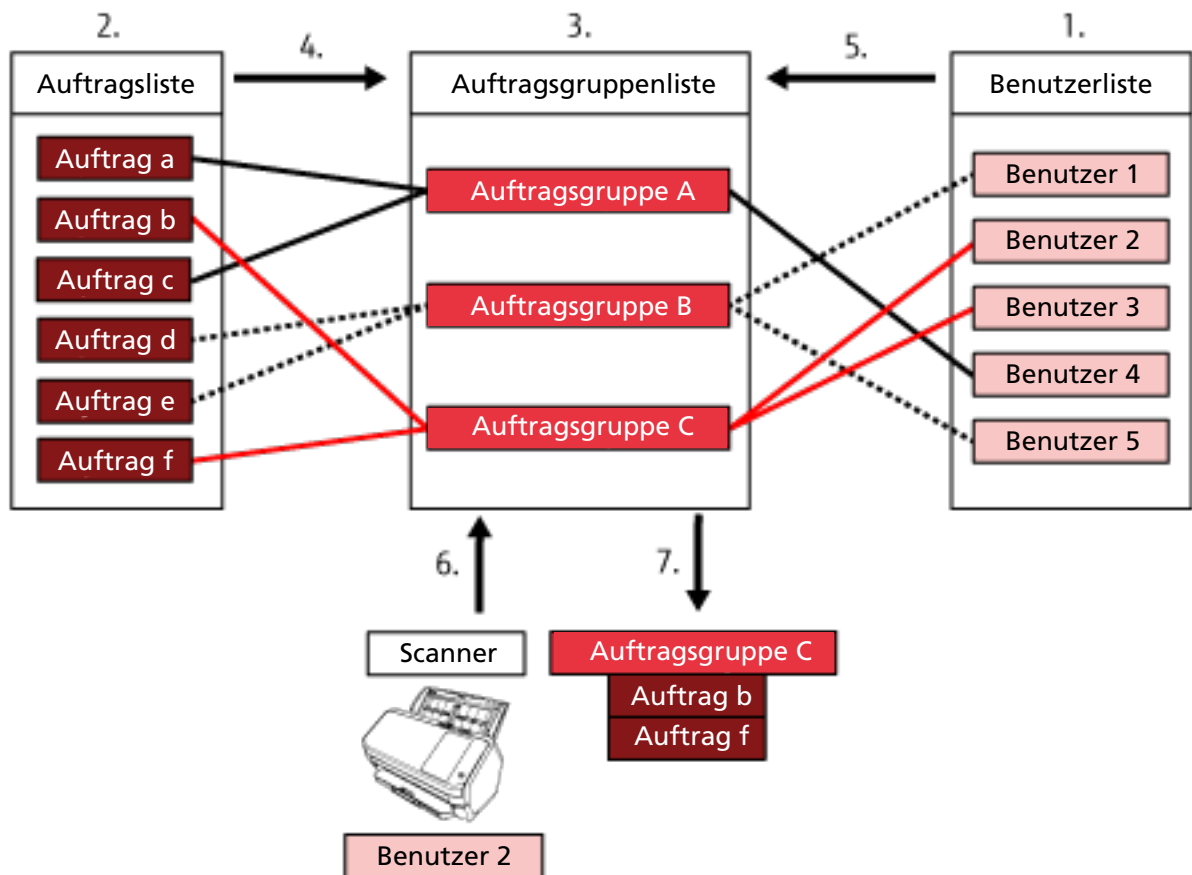 2.
4.
3.
5.
1.
Auftragsliste
Auftragsgruppenliste
Benutzerliste
Auftrag a
Auftrag b
Auftrag c
Auftrag d
Auftrag e
Auftrag f
Auftragsgruppe A
Auftragsgruppe B
Auftragsgruppe C
Benutzer 1
Benutzer 2
Benutzer 3
Benutzer 4
Benutzer 5
6.
7.
Scanner
Benutzer 2
Auftragsgruppe C
Auftrag b
Auftrag f